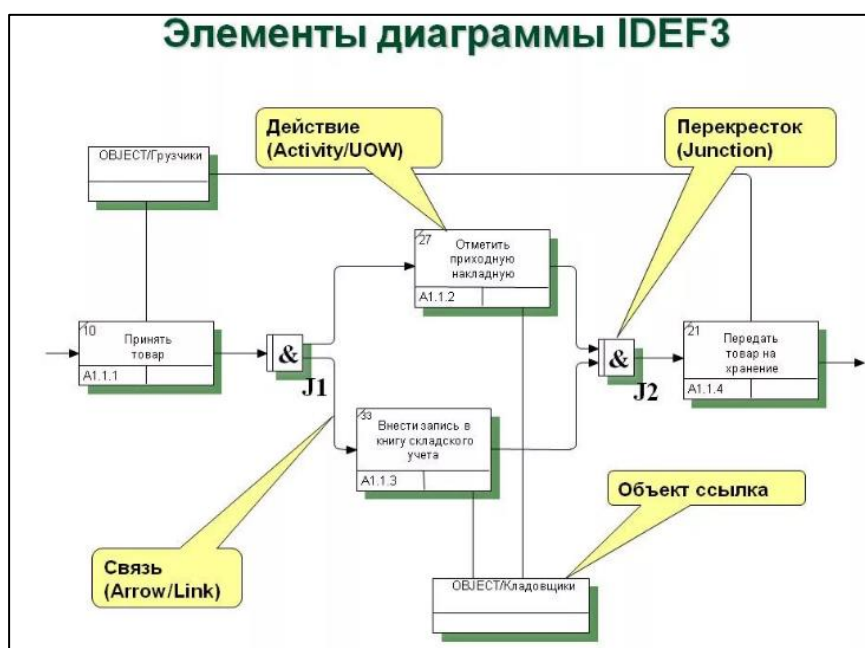 Элементы диаграммы IDEF3
Действие
(Activity/UOW)
Перекресток
(Junction)
OBJECT/Грузчики
27
Отметить
приходную
накладную
A1.1.2
10
Принять
товар
A1.1.1
&
J1
&
J2
21
Передать
товар на
хранение
A1.1.4
33
Внести запись в
книгу складского
учета
A1.1.3
Объект ссылка
Связь
(Arrow/Link)
OBJECT/Кладовщики